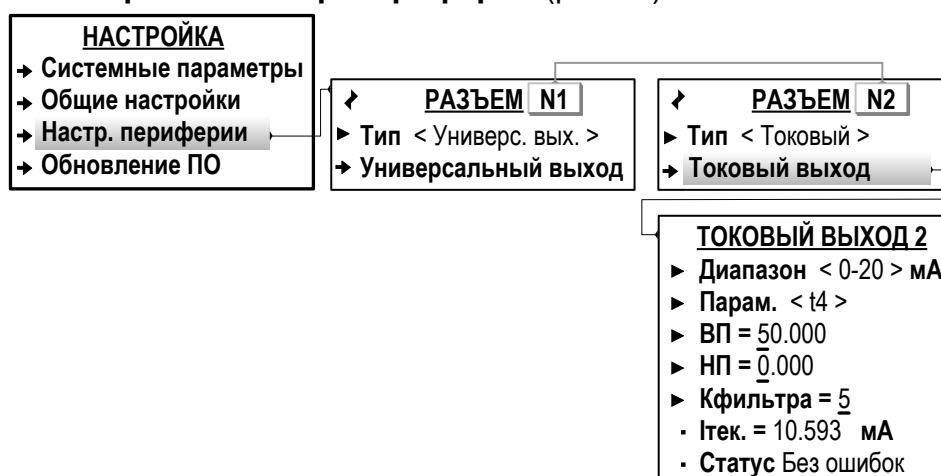 НАСТРОЙКА
Системные параметры
Общие настройки
Настр. периферии
Обновление ПО
РАЗЪЕМ N1
Тип < Универс. вых. >
Универсальный выход
РАЗЪЕМ N2
Тип < Токовый >
Токовый выход
ТОКОВЫЙ ВЫХОД 2
Диапазон < 0-20 > мА
Парам. < t4 >
ВП = 50.000
НП = 0.000
Кфильтра = 5
Iтек. = 10.593 мА
Статус Без ошибок